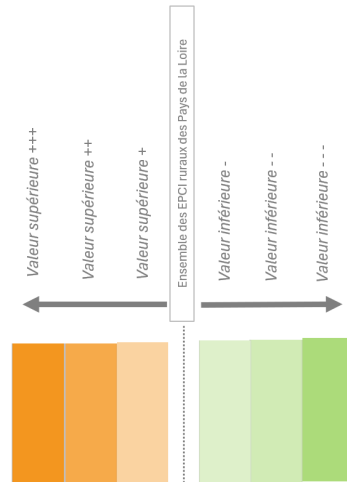 Valeur supérieure +++
Valeur supérieure ++
Valeur supérieure +
Ensemble des EPCI ruraux des Pays de la Loire
Valeur inférieure -
Valeur inférieure - -
Valeur inférieure - - -